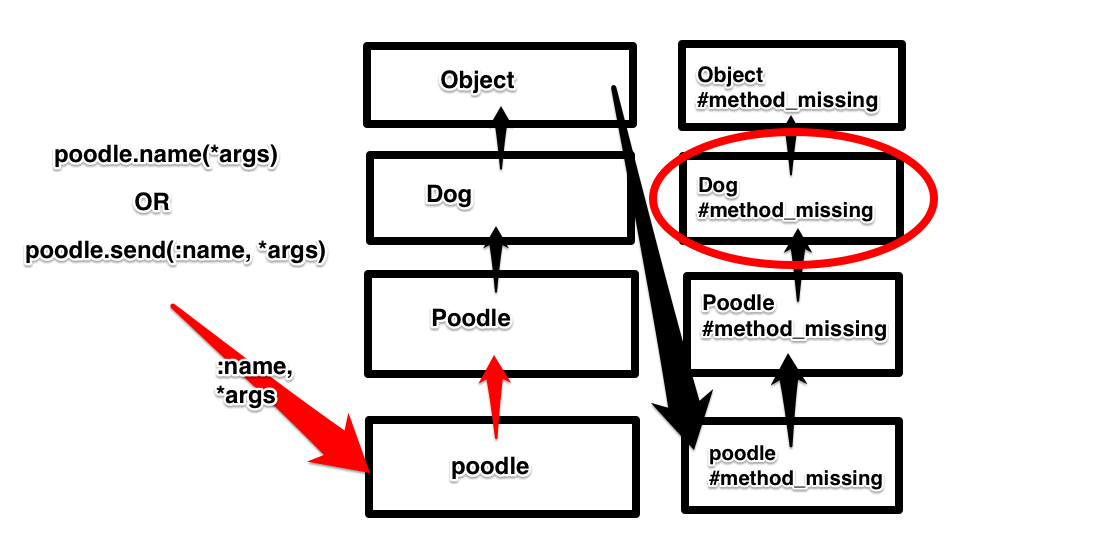 poodle.name(*args)
OR
poodle.send(:name, *args)
:name,
*args
Object
Dog
Poodle
poodle
Object
#method_missing
Dog
#method_missing
Poodle
#method_missing
poodle
#method_missing